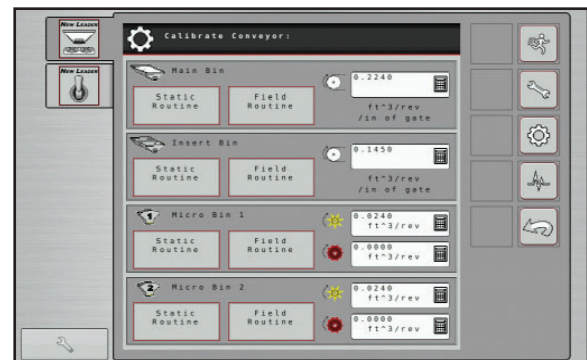 NEW LEADER
Calibrate Conveyor:
NEW LEADER
Main Bin
0.2240
Static Routine
Field Routine
ft^3/rev
/in of gate
Insert Bin
0.1450
Static Routine
Field Routine
ft^3/rev
/in of gate
1
Micro Bin 1
0.0240
ft^3/rev
Static Routine
Field Routine
0.0000
ft^3/rev
2
Micro Bin 2
0.0240
ft^3/rev
Static Routine
Field Routine
0.0000
ft^3/rev